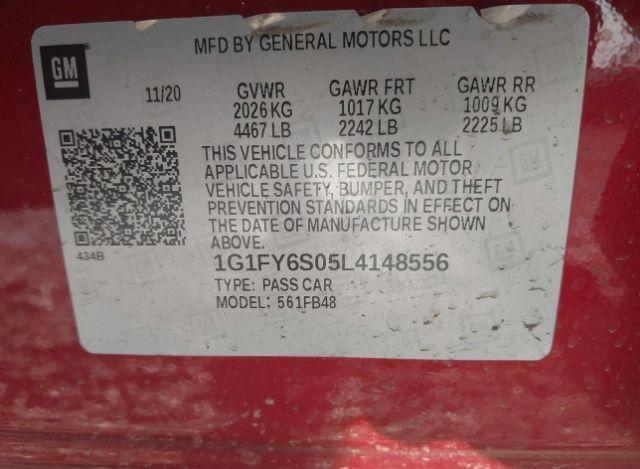 GM
MFD BY GENERAL MOTORS LLC
11/20 GVWR GAWR FRT GAWR RR
2026 KG 1017 KG 1009 KG
4467 LB 2242 LB 2225 LB
THIS VEHICLE CONFORMS TO ALL
APPLICABLE U.S. FEDERAL MOTOR
VEHICLE SAFETY, BUMPER, AND THEFT
PREVENTION STANDARDS IN EFFECT ON
THE DATE OF MANUFACTURE SHOWN
ABOVE.
434B
1G1FY6S05L4148556
TYPE: PASS CAR
MODEL: 561FB48